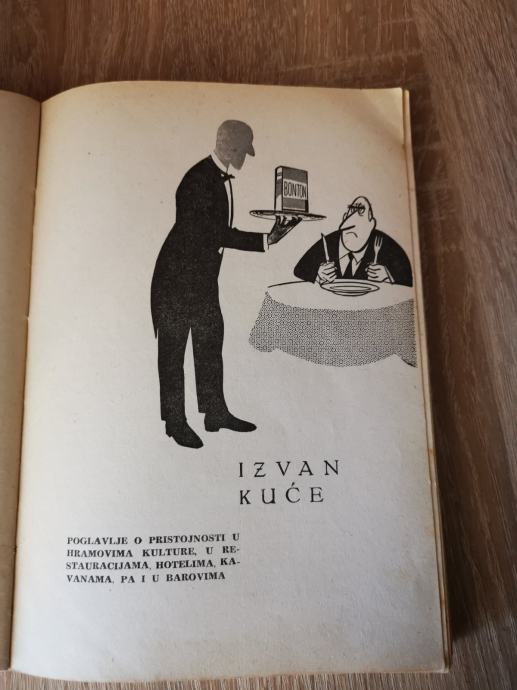 BONTON
IZVAN
KUĆE
POGLAVLJE O PRISTOJNOSTI U
HRAMOVIMA KULTURE, U RE-
STAURACIJAMA, HOTELIMA, KA-
VANAMA, PA I U BAROVIMA